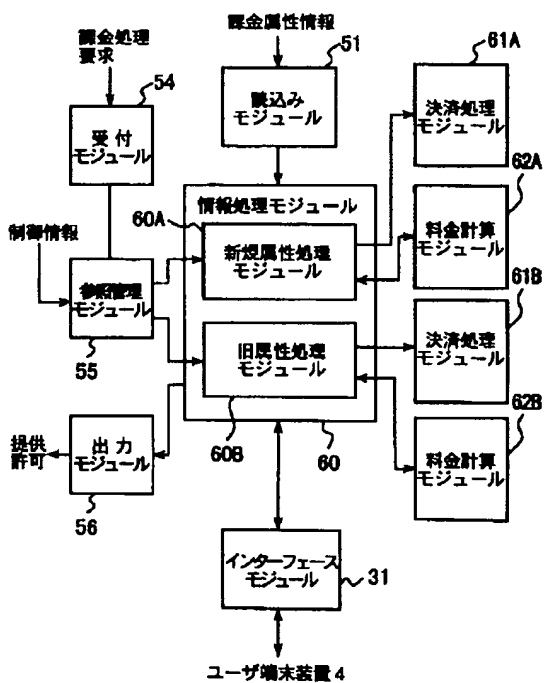 課金処理
要求
54
受付
モジュール
課金属性情報
51
読込み
モジュール
61A
決済処理
モジュール
62A
料金計算
モジュール
61B
決済処理
モジュール
62B
料金計算
モジュール
情報処理モジュール
60A
新規属性処理
モジュール
旧属性処理
モジュール
60B
60
制御情報
参照管理
モジュール
55
提供
許可
出力
モジュール
56
インターフェース
モジュール
31
ユーザ端末装置4